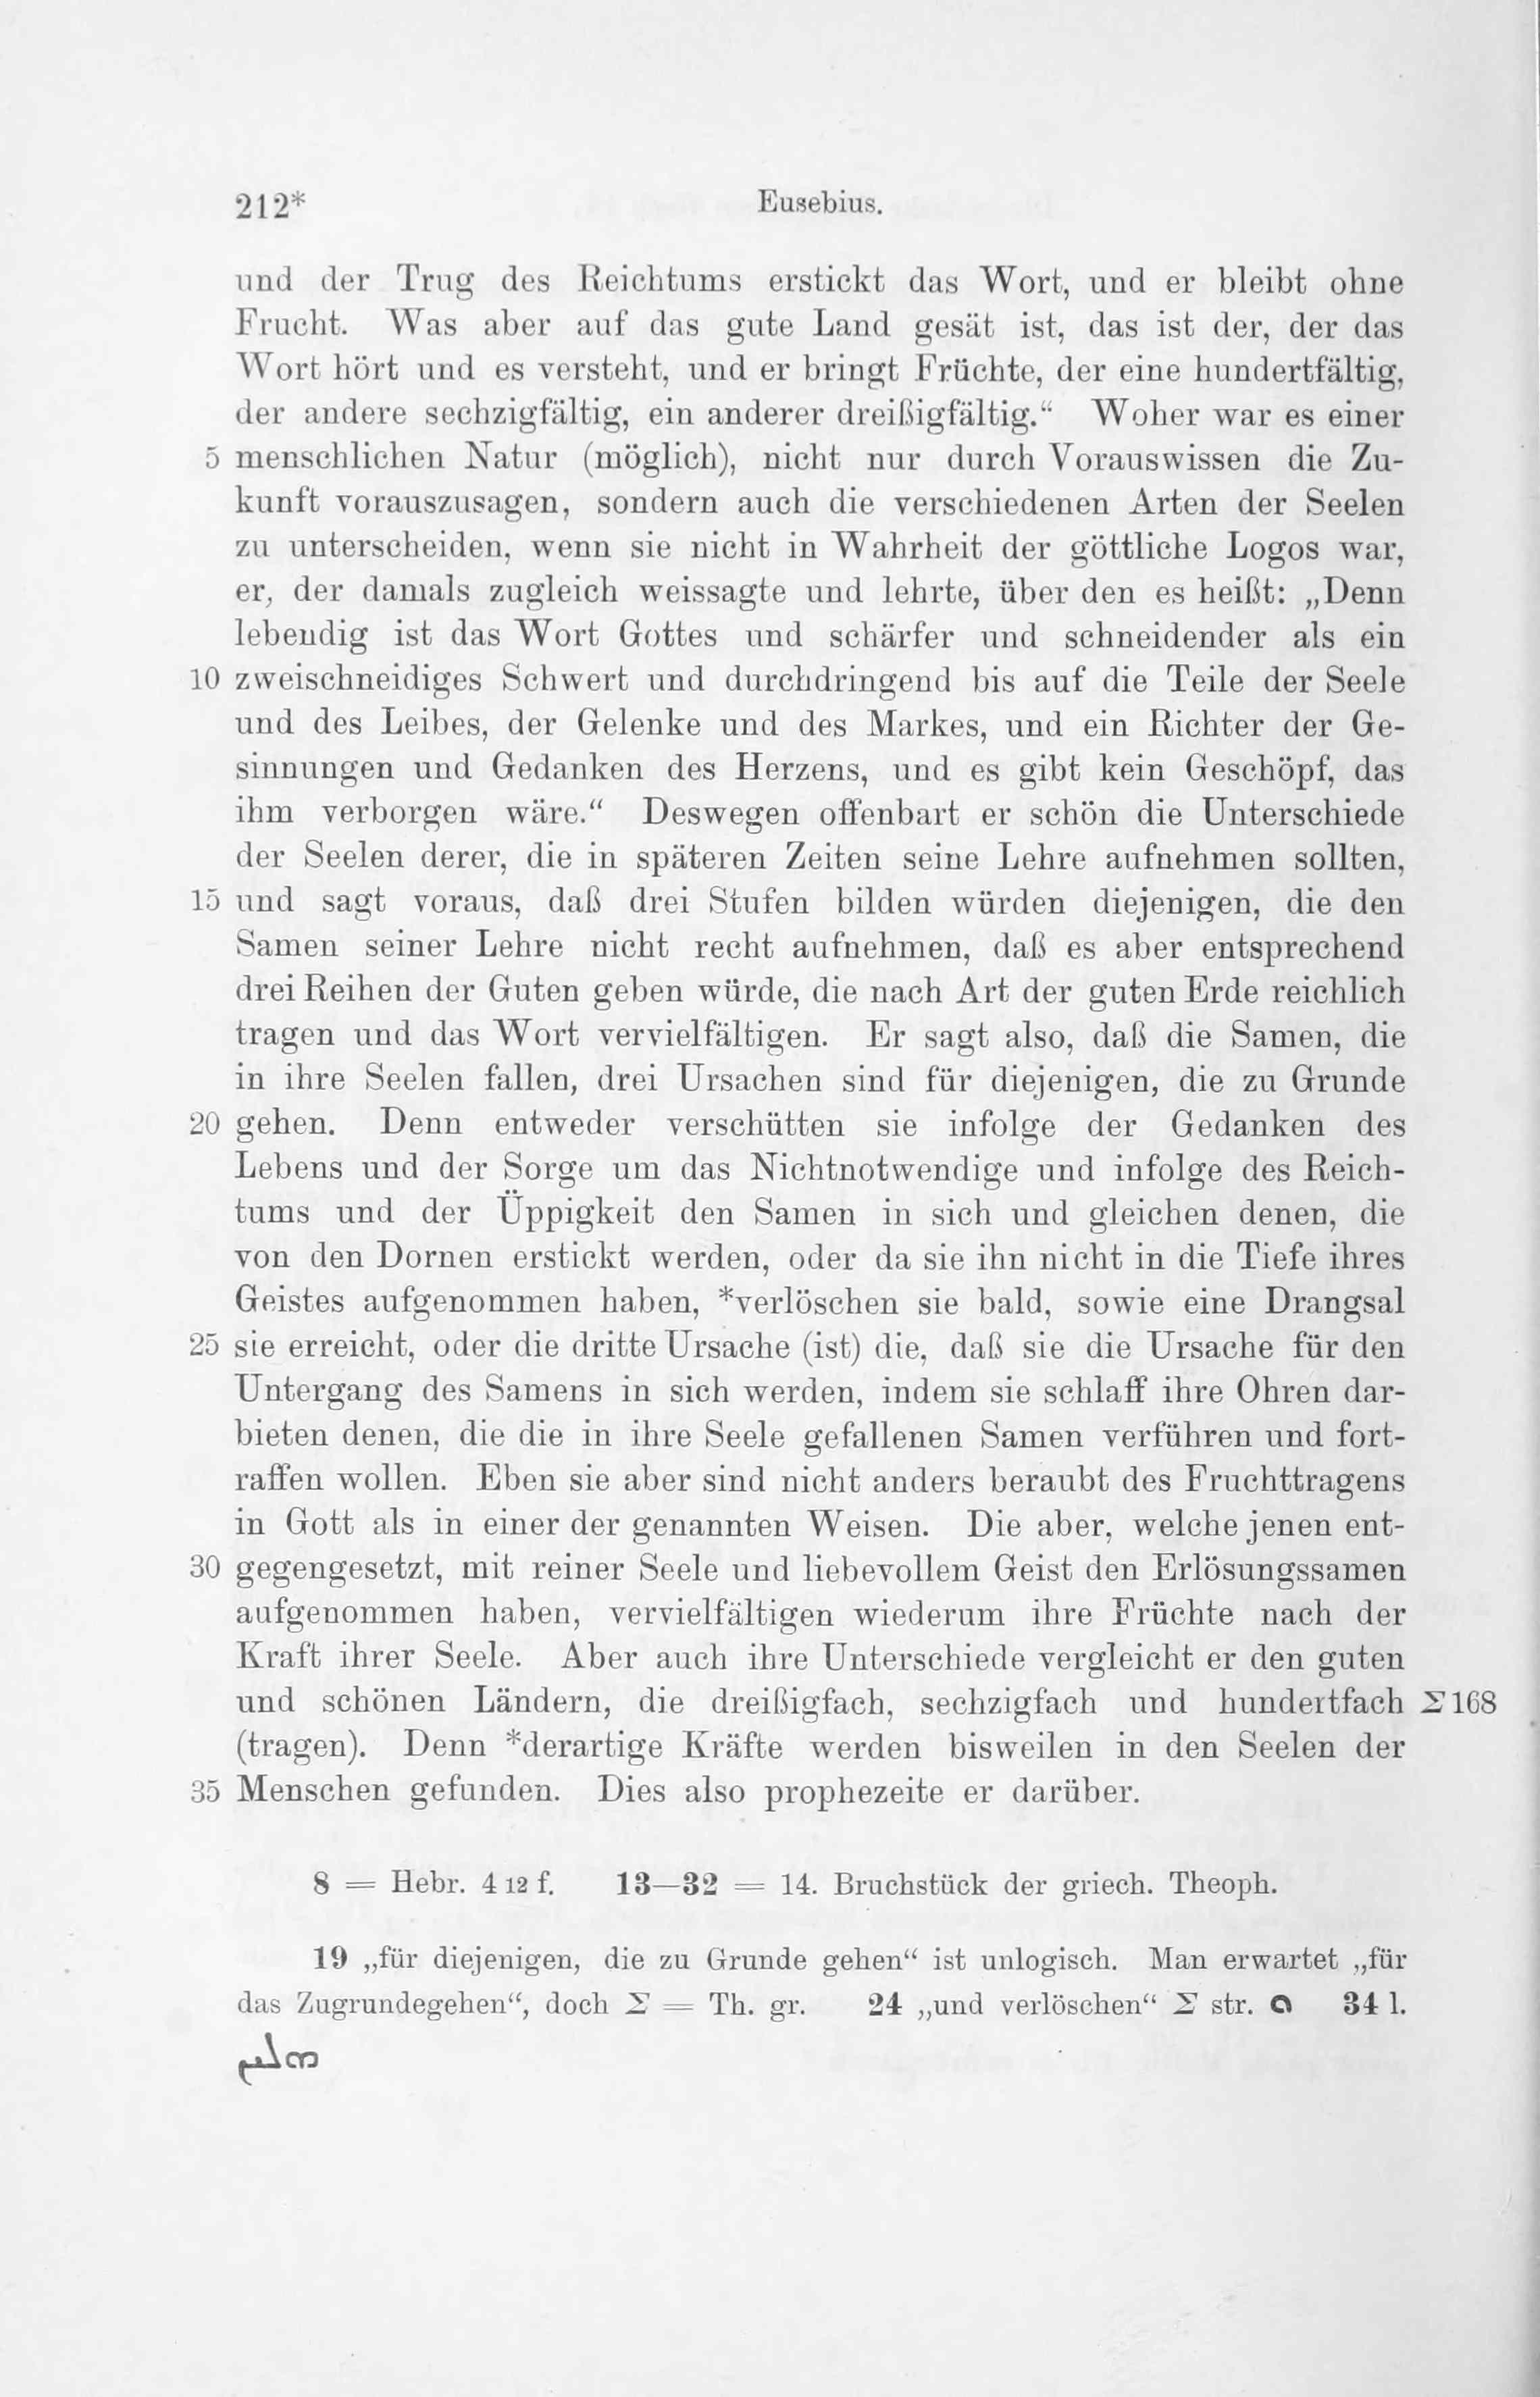 212*
Eusebius.
und der Trug des Reichtums erstickt das Wort, und er bleibt ohne
Frucht. Was aber auf das gute Land gesät ist, das ist der, der das
Wort hört und es versteht, und er bringt Früchte, der eine hundertfältig,
der andere sechzigfältig, ein anderer dreißigfältig.“ Woher war es einer
5 menschlichen Natur (möglich), nicht nur durch Vorauswissen die Zu-
kunft vorauszusagen, sondern auch die verschiedenen Arten der Seelen
zu unterscheiden, wenn sie nicht in Wahrheit der göttliche Logos war,
er, der damals zugleich weissagte und lehrte, über den es heißt: „Denn
lebendig ist das Wort Gottes und schärfer und schneidender als ein
10 zweischneidiges Schwert und durchdringend bis auf die Teile der Seele
und des Leibes, der Gelenke und des Markes, und ein Richter der Ge-
sinnungen und Gedanken des Herzens, und es gibt kein Geschöpf, das
ihm verborgen wäre.“ Deswegen offenbart er schön die Unterschiede
der Seelen derer, die in späteren Zeiten seine Lehre aufnehmen sollten,
15 und sagt voraus, daß drei Stufen bilden würden diejenigen, die den
Samen seiner Lehre nicht recht aufnehmen, daß es aber entsprechend
drei Reihen der Guten geben würde, die nach Art der guten Erde reichlich
tragen und das Wort vervielfältigen. Er sagt also, daß die Samen, die
in ihre Seelen fallen, drei Ursachen sind für diejenigen, die zu Grunde
20 gehen. Denn entweder verschütten sie infolge der Gedanken des
Lebens und der Sorge um das Nichtnotwendige und infolge des Reich-
tums und der Üppigkeit den Samen in sich und gleichen denen, die
von den Dornen erstickt werden, oder da sie ihn nicht in die Tiefe ihres
Geistes aufgenommen haben, *verlöschen sie bald, sowie eine Drangsal
25 sie erreicht, oder die dritte Ursache (ist) die, daß sie die Ursache für den
Untergang des Samens in sich werden, indem sie schlaff ihre Ohren dar-
bieten denen, die die in ihre Seele gefallenen Samen verführen und fort-
raffen wollen. Eben sie aber sind nicht anders beraubt des Fruchttragens
in Gott als in einer der genannten Weisen. Die aber, welche jenen ent-
30 gegengesetzt, mit reiner Seele und liebevollem Geist den Erlösungssamen
aufgenommen haben, vervielfältigen wiederum ihre Früchte nach der
Kraft ihrer Seele. Aber auch ihre Unterschiede vergleicht er den guten
und schönen Ländern, die dreißigfach, sechzigfach und hundertfach Σ 168
(tragen). Denn *derartige Kräfte werden bisweilen in den Seelen der
35 Menschen gefunden. Dies also prophezeite er darüber.
8 = Hebr. 4 12 f. 13—32 = 14. Bruchstück der griech. Theoph.
19 „für diejenigen, die zu Grunde gehen“ ist unlogisch. Man erwartet „für
das Zugrundegehen“, doch Σ = Th. gr. 24 „und verlöschen“ Σ str. ܘ 34 l.